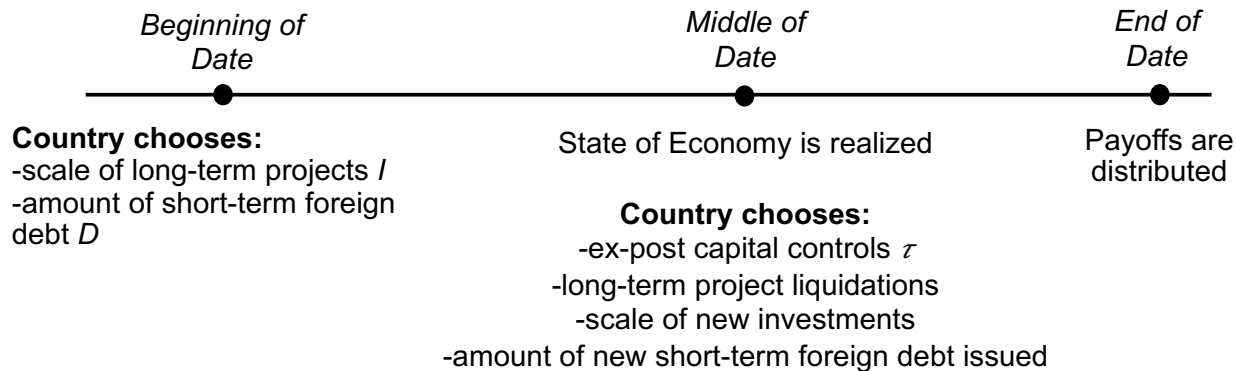 Beginning of
Date
Middle of
Date
End of
Date
Country chooses:
-scale of long-term projects I
-amount of short-term foreign
debt D
State of Economy is realized
Country chooses:
-ex-post capital controls τ
-long-term project liquidations
-scale of new investments
-amount of new short-term foreign debt issued
Payoffs are
distributed